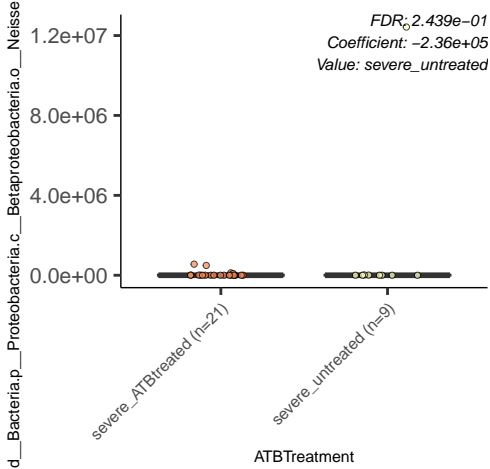 d__Bacteria.p__Proteobacteria.c__Betaproteobacteria.o__Neisse
1.2e+07
8.0e+06
4.0e+06
0.0e+00
FDR: 2.439e−01
Coefficient: −2.36e+05
Value: severe_untreated
severe_ATBtreated (n=21)
severe_untreated (n=9)
ATBTreatment